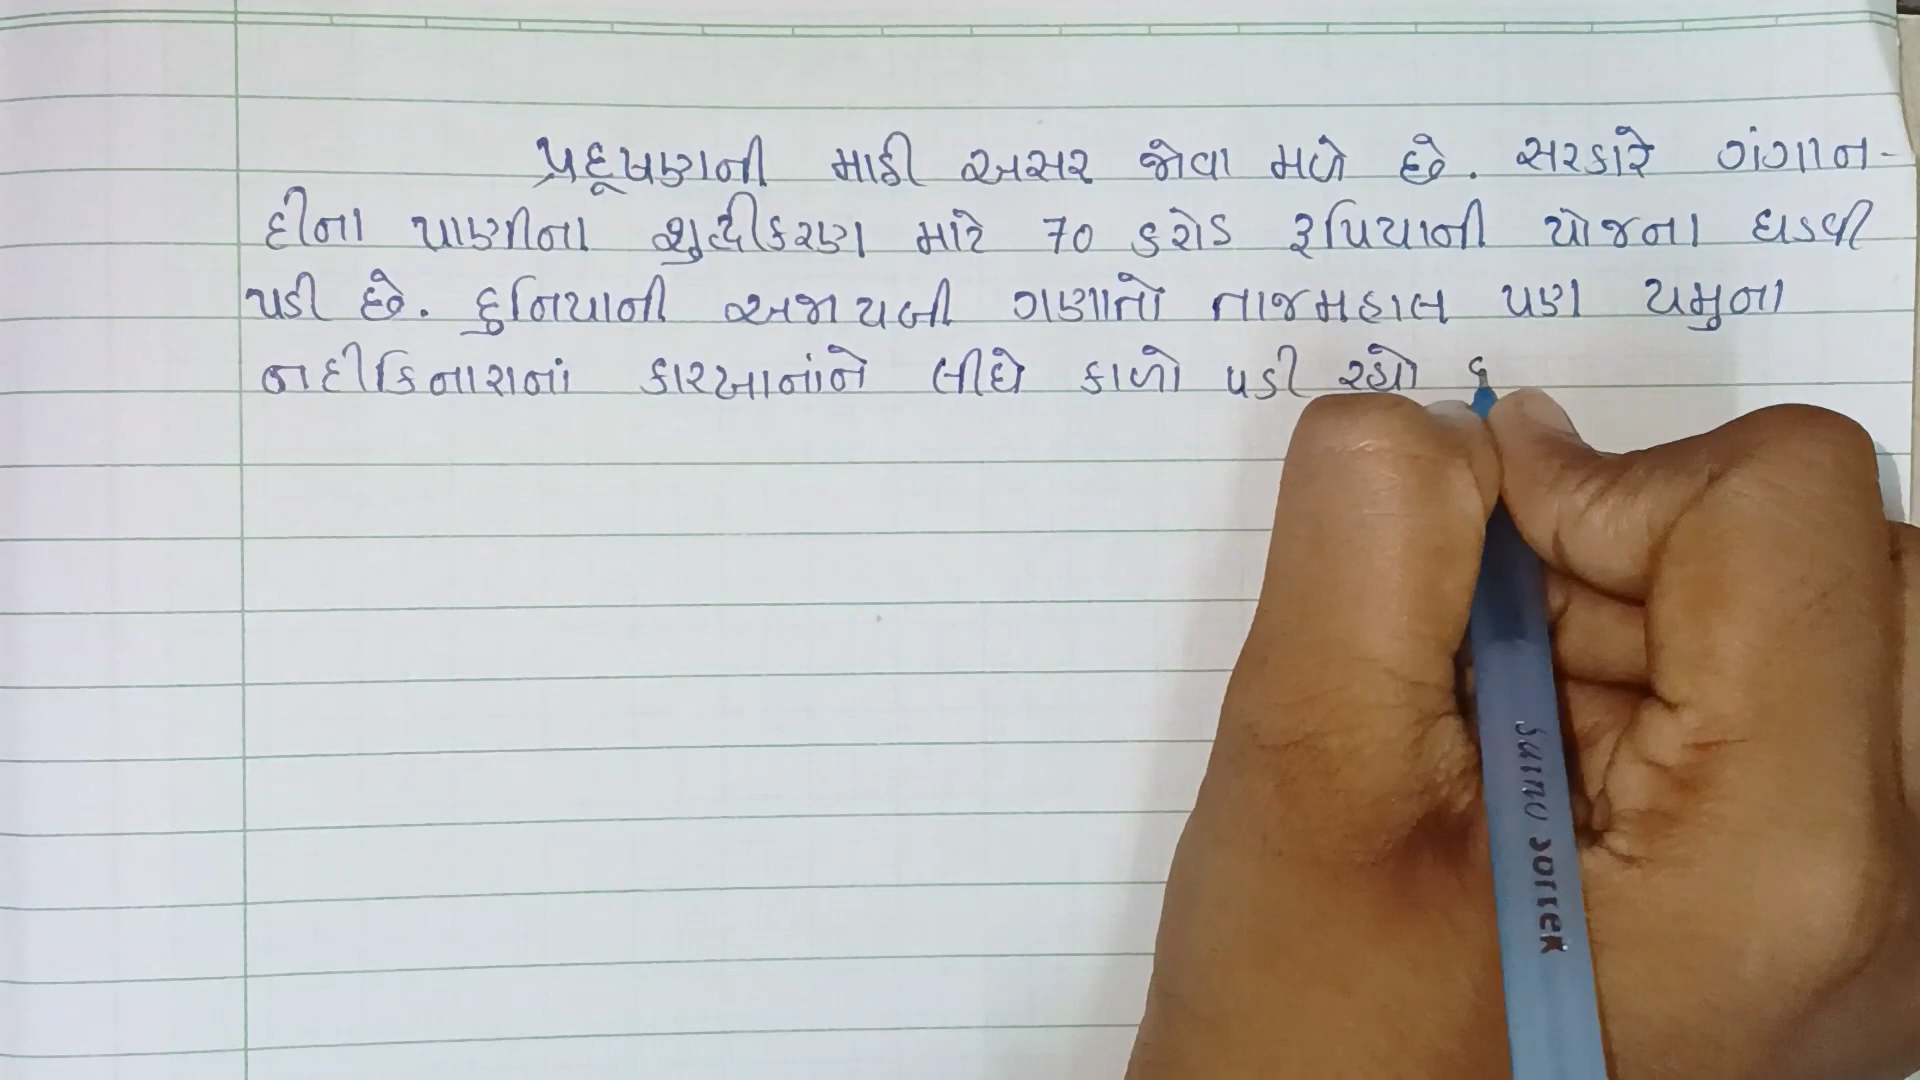 પ્રદૂષણની માઠી અસર જોવા મળે છે. સરકારે ગંગાન-
દીના પાણીના શુદ્ધીકરણ માટે 70 કરોડ રૂપિયાની યોજના ઘડવી
પડી છે. દુનિયાની અજાયબી ગણાતો તાજમહાલ પણ યમુના
નદીકિનારાનાં કારખાનાંને લીધે કાળો પડી રહ્યો